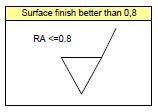 Surface finish better than 0,8
RA <=0.8